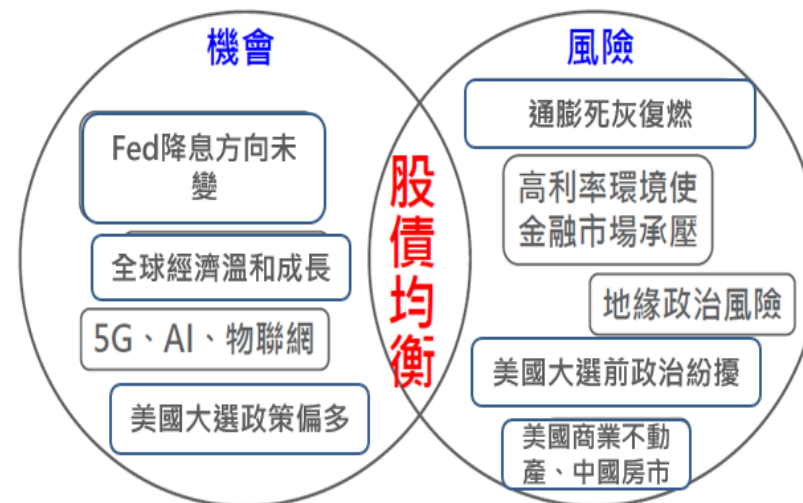 機會
Fed降息方向未
變
全球經濟溫和成長
5G、AI、物聯網
美國大選政策偏多
股
債
均
衡
風險
通膨死灰復燃
高利率環境使
金融市場承壓
地緣政治風險
美國大選前政治紛擾
美國商業不動
產、中國房市